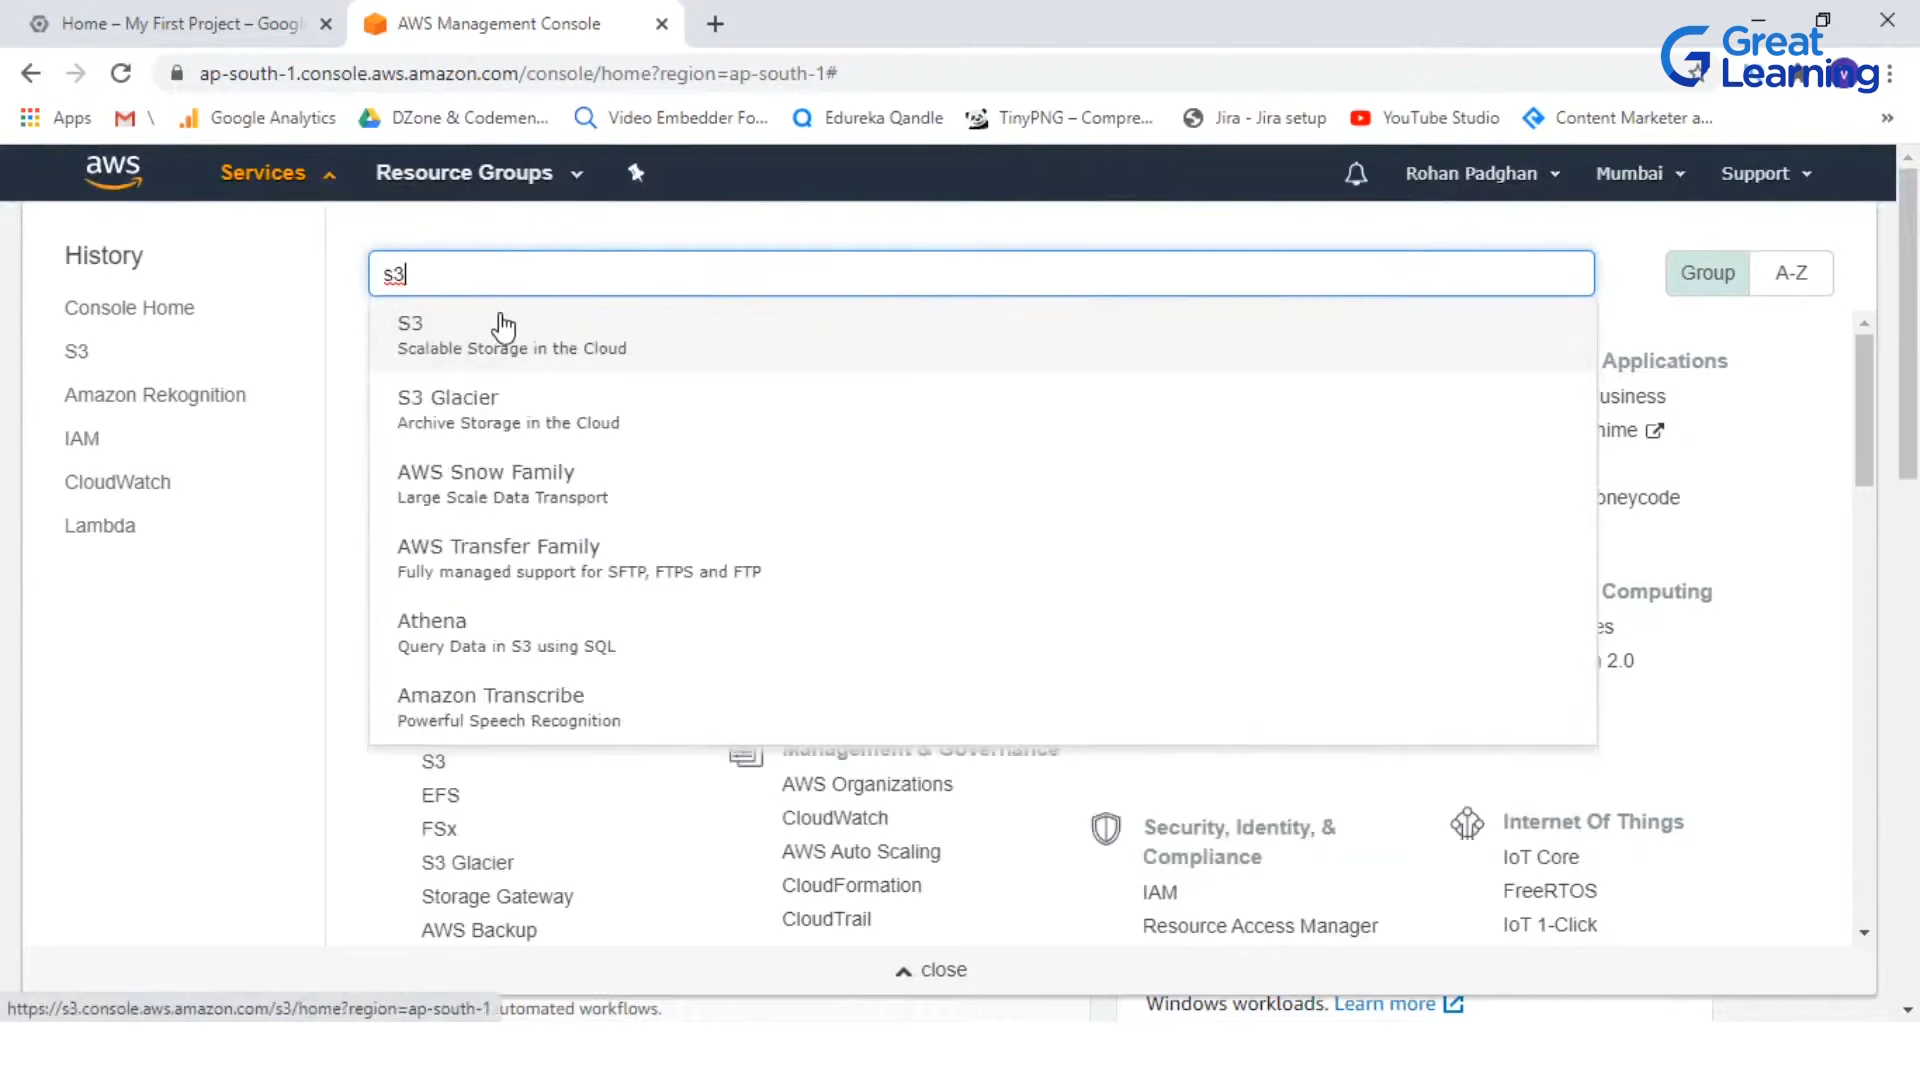 Home – My First Project – Googl
AWS Management Console
Great Learning
ap-south-1.console.aws.amazon.com/console/home?region=ap-south-1#
V
Apps
\
Google Analytics
DZone & Codemen...
Video Embedder Fo...
Edureka Qandle
TinyPNG – Compre...
Jira - Jira setup
YouTube Studio
Content Marketer a...
»
aws
Services
Resource Groups
Rohan Padghan
Mumbai
Support
History
Console Home
S3
Amazon Rekognition
IAM
CloudWatch
Lambda
s3
Group
A-Z
S3
Scalable Storage in the Cloud
S3 Glacier
Archive Storage in the Cloud
AWS Snow Family
Large Scale Data Transport
AWS Transfer Family
Fully managed support for SFTP, FTPS and FTP
Athena
Query Data in S3 using SQL
Amazon Transcribe
Powerful Speech Recognition
Applications
usiness
hime
oneycode
Computing
es
2.0
S3
EFS
FSx
S3 Glacier
Storage Gateway
AWS Backup
Management & Governance
AWS Organizations
CloudWatch
AWS Auto Scaling
CloudFormation
CloudTrail
Security, Identity, &
Compliance
IAM
Resource Access Manager
Internet Of Things
IoT Core
FreeRTOS
IoT 1-Click
close
https://s3.console.aws.amazon.com/s3/home?region=ap-south-1
utomated workflows.
Windows workloads. Learn more